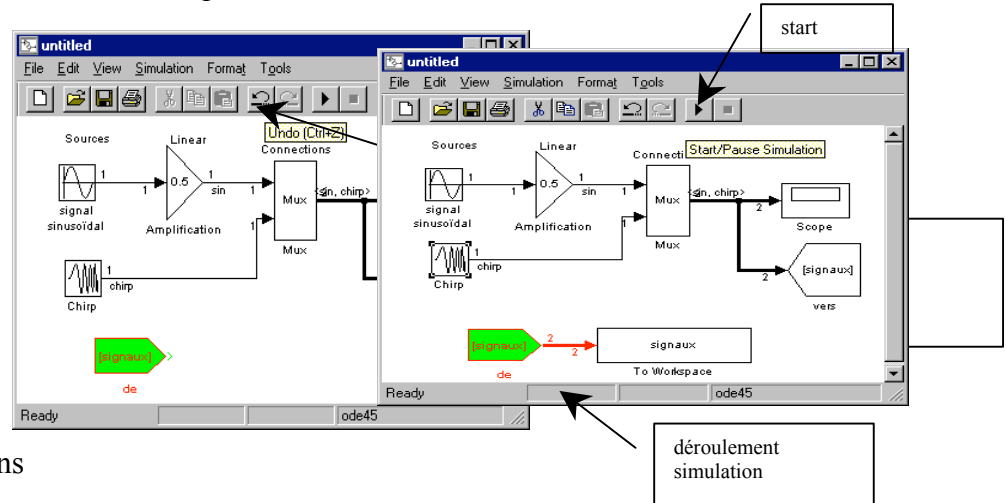 start
untitled
File Edit View Simulation Format Tools
Undo (Ctrl+Z)
Sources
Linear
Connections
1
1
0.5
1
sin
1
Mux
<sin, chirp>
signal
sinusoïdal
Amplification
1
Mux
1
chirp
Chirp
[signaux]
de
Ready
ode45
untitled
File Edit View Simulation Format Tools
Start/Pause Simulation
Sources
Linear
Connecti
1
1
0.5
1
sin
1
Mux
<sin, chirp>
2
Scope
signal
sinusoïdal
Amplification
1
Mux
1
chirp
Chirp
2
[signaux]
vers
[signaux]
2
2
signaux
de
To Workspace
Ready
ode45
déroulement
simulation
ns